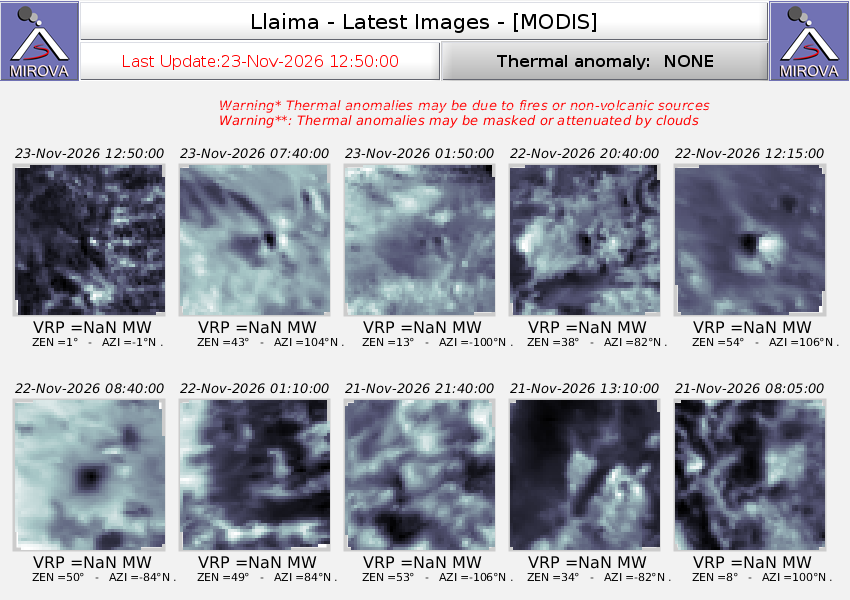 MIROVA
Llaima - Latest Images - [MODIS]
MIROVA
Last Update:23-Nov-2026 12:50:00
Thermal anomaly: NONE
Warning* Thermal anomalies may be due to fires or non-volcanic sources
Warning**: Thermal anomalies may be masked or attenuated by clouds
23-Nov-2026 12:50:00
23-Nov-2026 07:40:00
23-Nov-2026 01:50:00
22-Nov-2026 20:40:00
22-Nov-2026 12:15:00
VRP =NaN MW
VRP =NaN MW
VRP =NaN MW
VRP =NaN MW
VRP =NaN MW
ZEN =1° - AZI =-1°N .
ZEN =43° - AZI =104°N .
ZEN =13° - AZI =-100°N .
ZEN =38° - AZI =82°N .
ZEN =54° - AZI =106°N .
22-Nov-2026 08:40:00
22-Nov-2026 01:10:00
21-Nov-2026 21:40:00
21-Nov-2026 13:10:00
21-Nov-2026 08:05:00
VRP =NaN MW
VRP =NaN MW
VRP =NaN MW
VRP =NaN MW
VRP =NaN MW
ZEN =50° - AZI =-84°N .
ZEN =49° - AZI =84°N .
ZEN =53° - AZI =-106°N .
ZEN =34° - AZI =-82°N .
ZEN =8° - AZI =100°N .